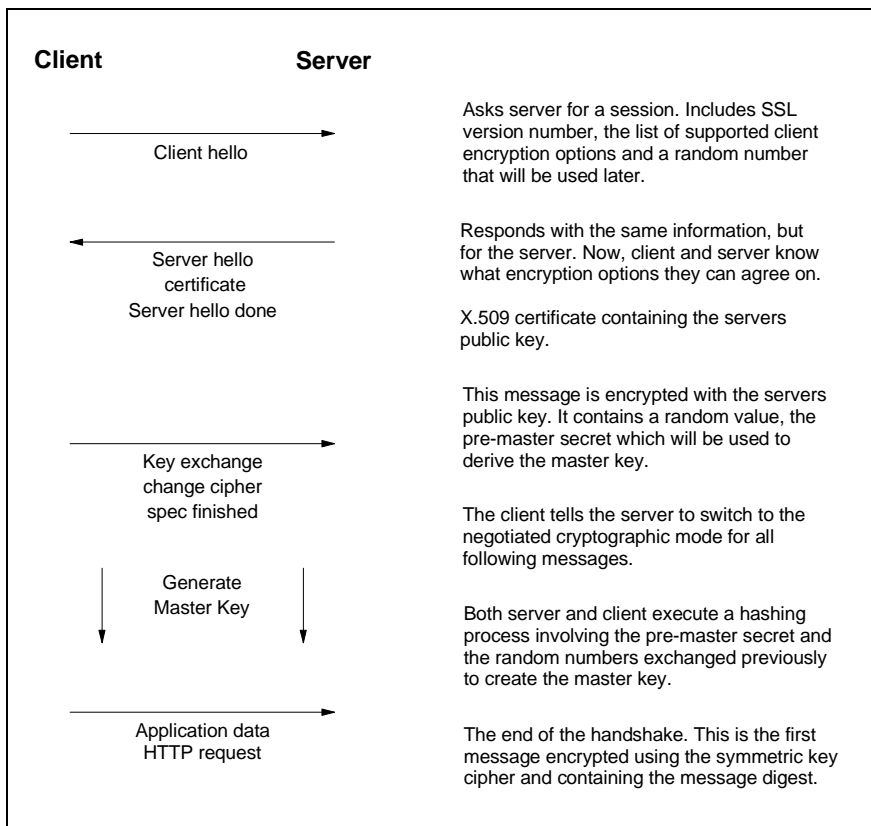 Client Server
Client hello
Asks server for a session. Includes SSL
version number, the list of supported client
encryption options and a random number
that will be used later.
Server hello
certificate
Server hello done
Responds with the same information, but
for the server. Now, client and server know
what encryption options they can agree on.
X.509 certificate containing the servers
public key.
Key exchange
change cipher
spec finished
This message is encrypted with the servers
public key. It contains a random value, the
pre-master secret which will be used to
derive the master key.
The client tells the server to switch to the
negotiated cryptographic mode for all
following messages.
Generate
Master Key
Both server and client execute a hashing
process involving the pre-master secret and
the random numbers exchanged previously
to create the master key.
Application data
HTTP request
The end of the handshake. This is the first
message encrypted using the symmetric key
cipher and containing the message digest.